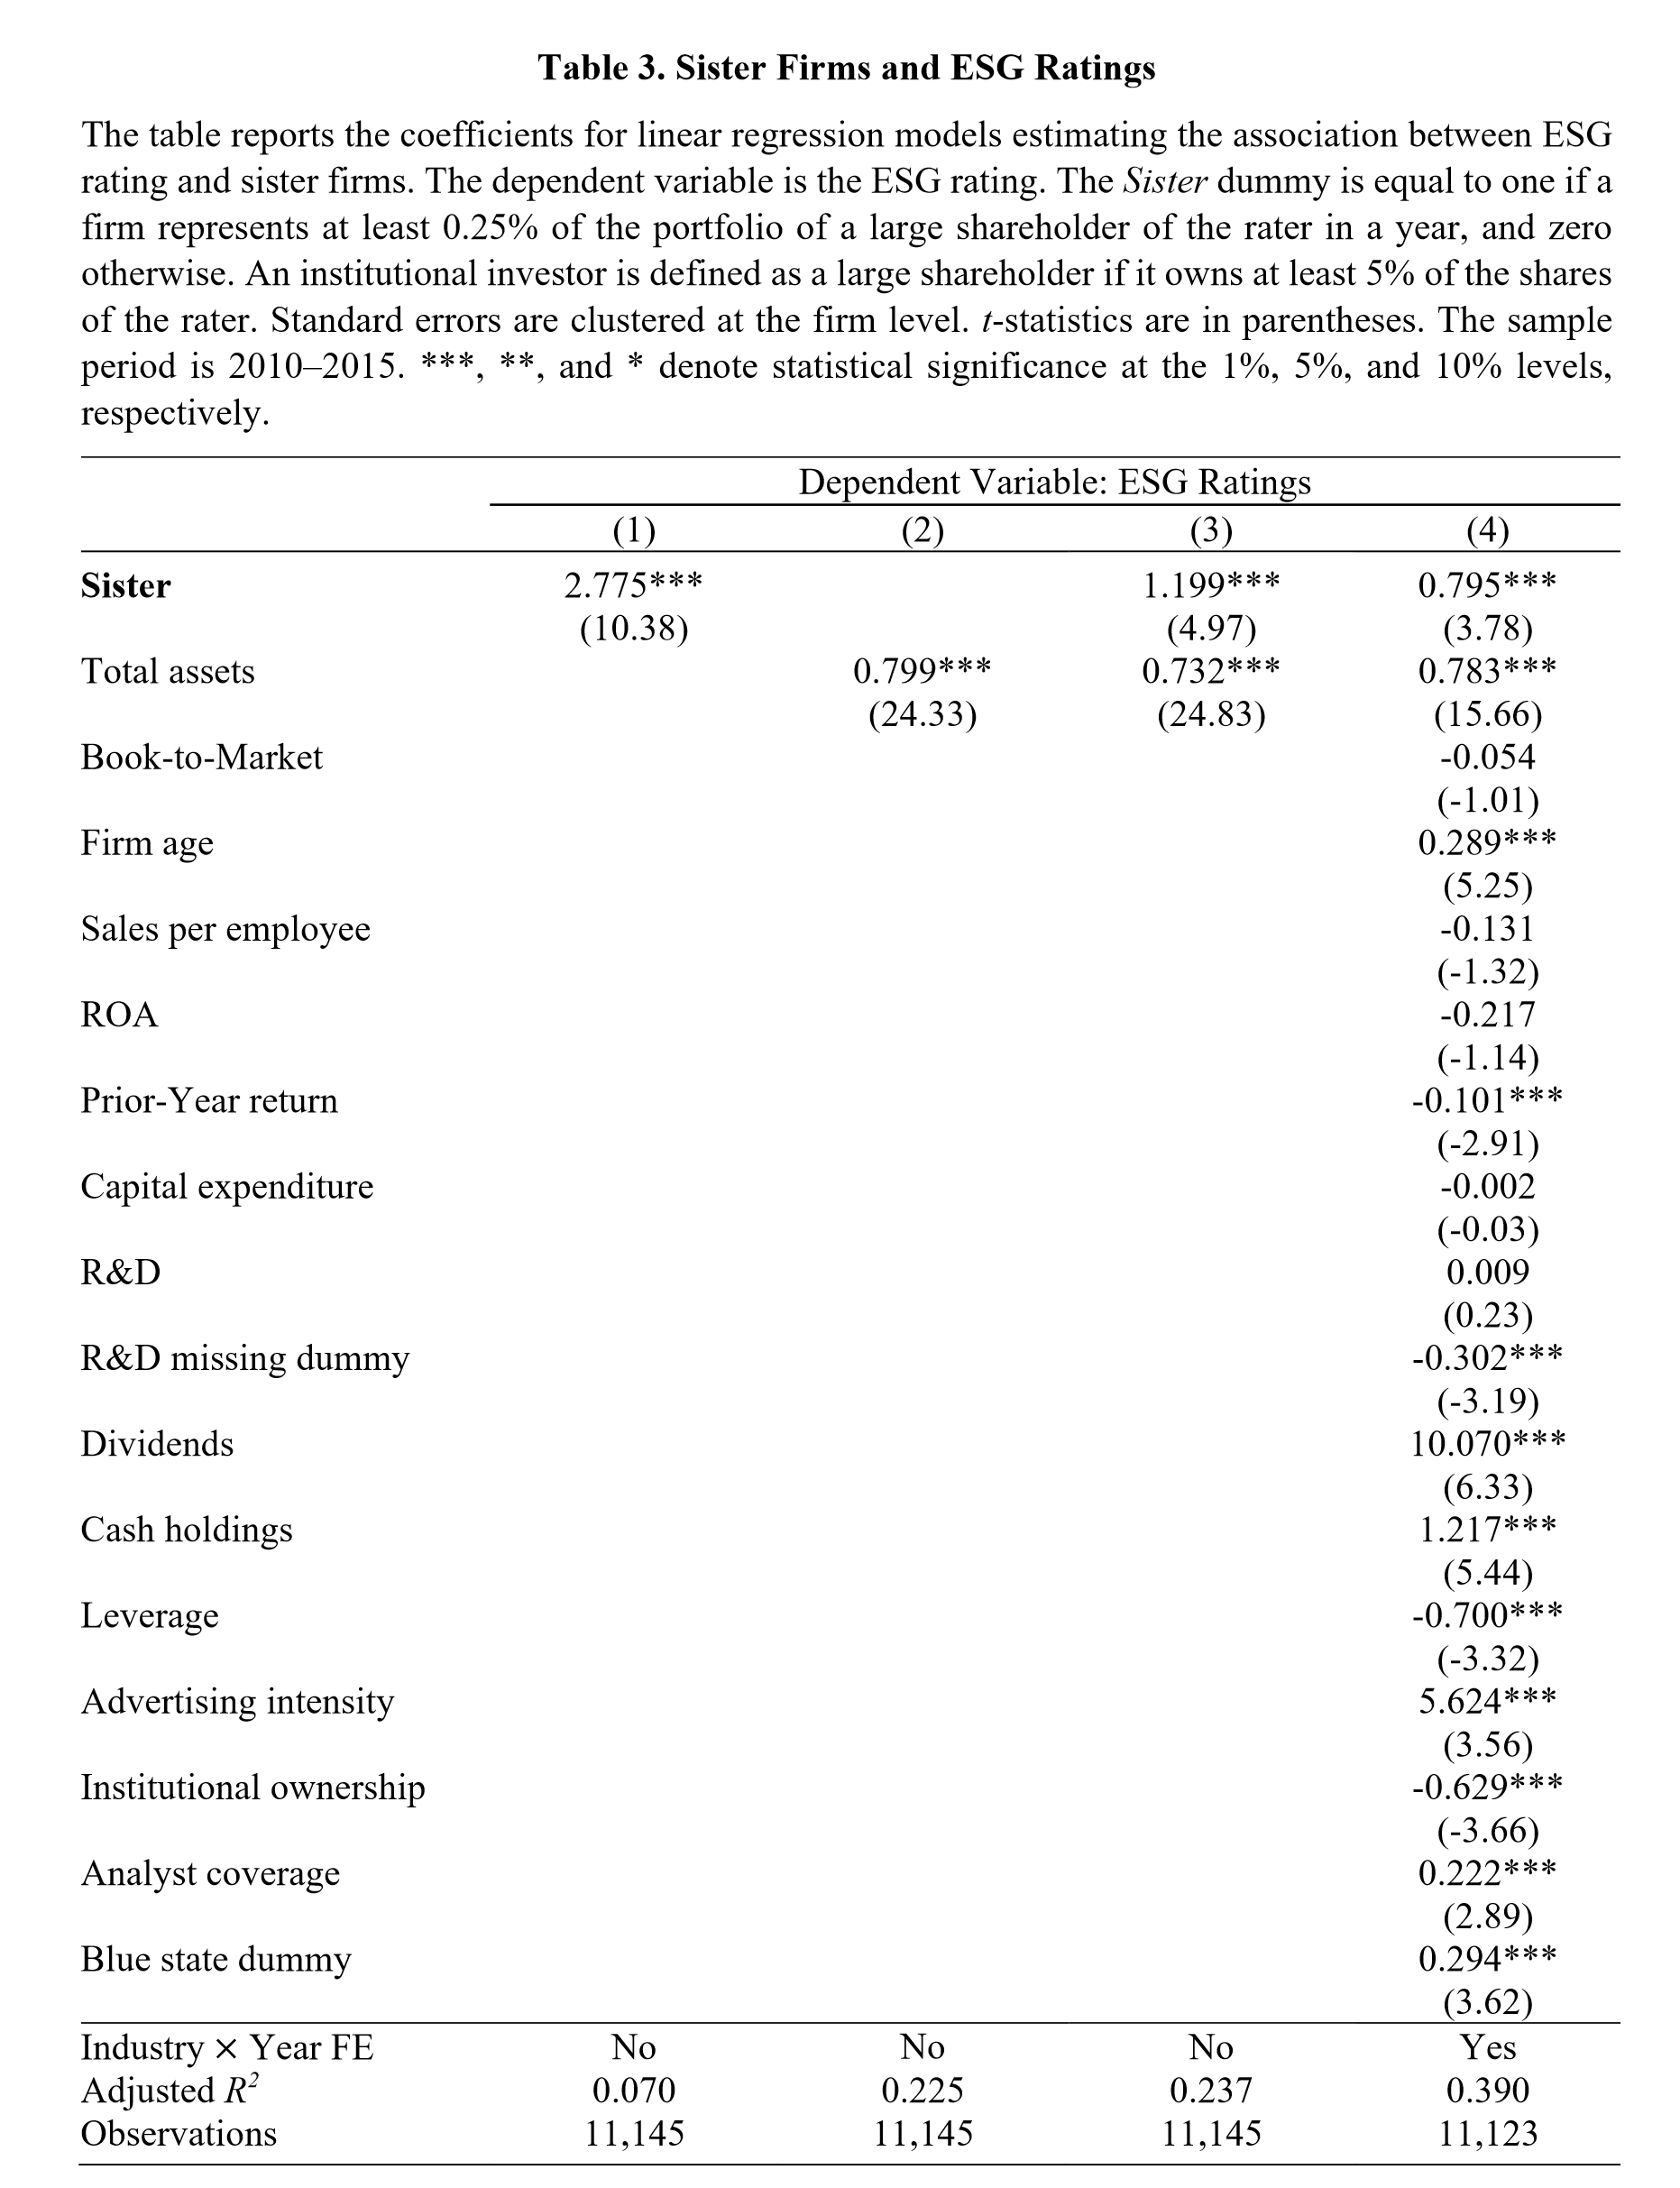 Table 3. Sister Firms and ESG Ratings
The table reports the coefficients for linear regression models estimating the association between ESG
rating and sister firms. The dependent variable is the ESG rating. The Sister dummy is equal to one if a
firm represents at least 0.25% of the portfolio of a large shareholder of the rater in a year, and zero
otherwise. An institutional investor is defined as a large shareholder if it owns at least 5% of the shares
of the rater. Standard errors are clustered at the firm level. t-statistics are in parentheses. The sample
period is 2010–2015. ***, **, and * denote statistical significance at the 1%, 5%, and 10% levels,
respectively.
Dependent Variable: ESG Ratings
(1) (2) (3) (4)
Sister 2.775*** 1.199*** 0.795***
(10.38) (4.97) (3.78)
Total assets 0.799*** 0.732*** 0.783***
(24.33) (24.83) (15.66)
Book-to-Market -0.054
(-1.01)
Firm age 0.289***
(5.25)
Sales per employee -0.131
(-1.32)
ROA -0.217
(-1.14)
Prior-Year return -0.101***
(-2.91)
Capital expenditure -0.002
(-0.03)
R&D 0.009
(0.23)
R&D missing dummy -0.302***
(-3.19)
Dividends 10.070***
(6.33)
Cash holdings 1.217***
(5.44)
Leverage -0.700***
(-3.32)
Advertising intensity 5.624***
(3.56)
Institutional ownership -0.629***
(-3.66)
Analyst coverage 0.222***
(2.89)
Blue state dummy 0.294***
(3.62)
Industry × Year FE No No No Yes
Adjusted R² 0.070 0.225 0.237 0.390
Observations 11,145 11,145 11,145 11,123